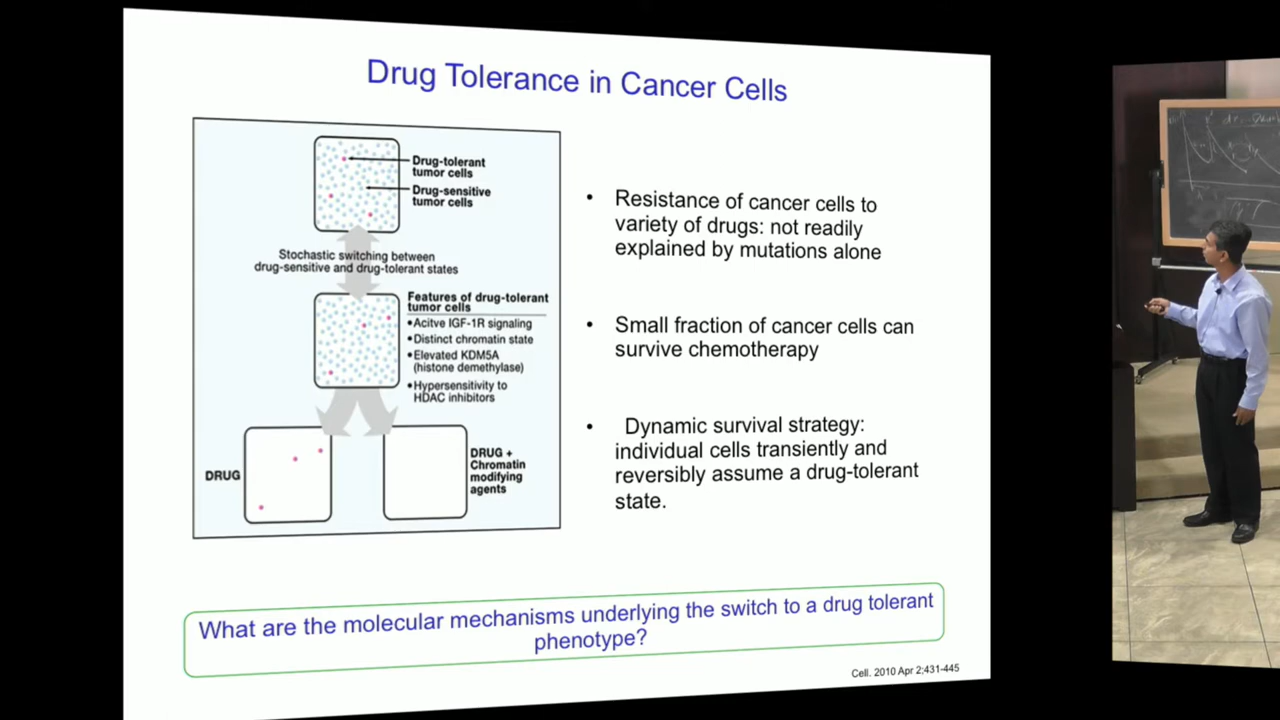 Drug Tolerance in Cancer Cells
Drug-tolerant
tumor cells
Drug-sensitive
tumor cells
Stochastic switching between
drug-sensitive and drug-tolerant states
Features of drug-tolerant
tumor cells
•Acitve IGF-1R signaling
•Distinct chromatin state
•Elevated KDM5A
(histone demethylase)
•Hypersensitivity to
HDAC inhibitors
DRUG
DRUG +
Chromatin
modifying
agents
• Resistance of cancer cells to
variety of drugs: not readily
explained by mutations alone
• Small fraction of cancer cells can
survive chemotherapy
• Dynamic survival strategy:
individual cells transiently and
reversibly assume a drug-tolerant
state.
What are the molecular mechanisms underlying the switch to a drug tolerant
phenotype?
Cell. 2010 Apr 2;431-445